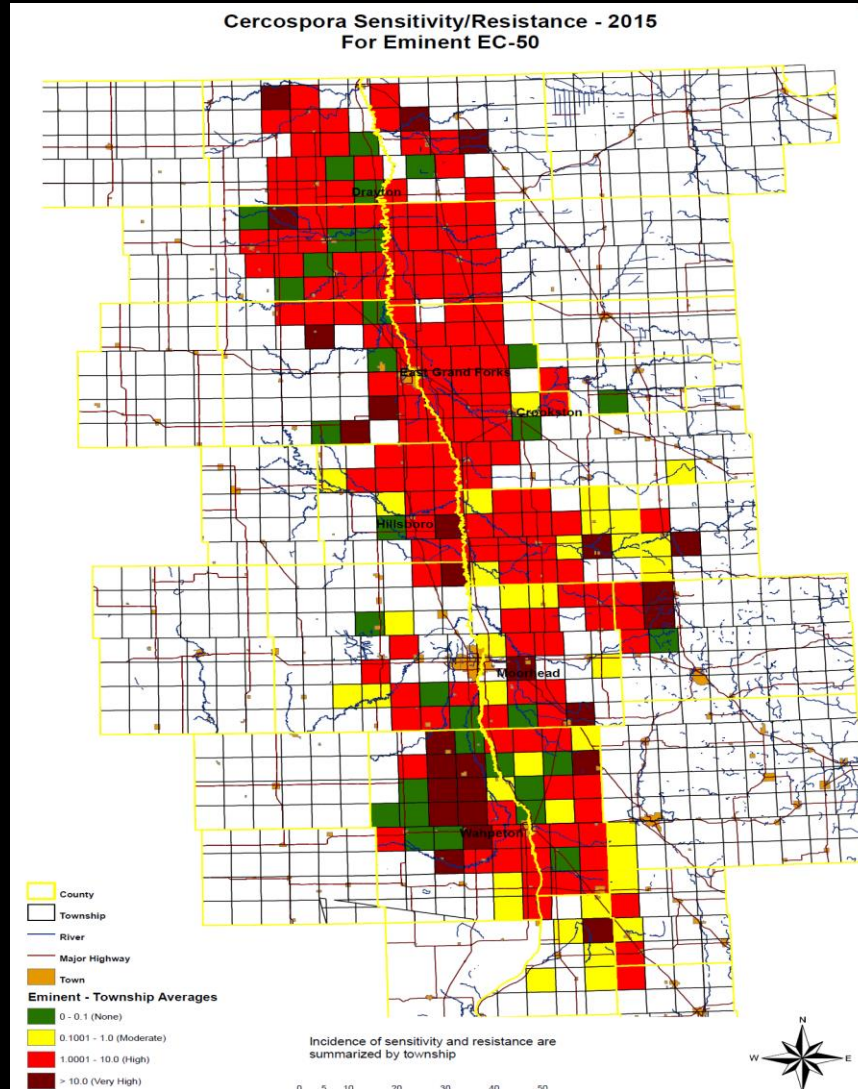 Cercospora Sensitivity/Resistance - 2015
For Eminent EC-50
Drayton
East Grand Forks
Crookston
Hillsboro
Moorhead
Wahpeton
County
Township
River
Major Highway
Town
Eminent - Township Averages
0 - 0.1 (None)
0.1001 - 1.0 (Moderate)
1.0001 - 10.0 (High)
> 10.0 (Very High)
Incidence of sensitivity and resistance are
summarized by township
0 5 10 20 30 40 50
N
W E